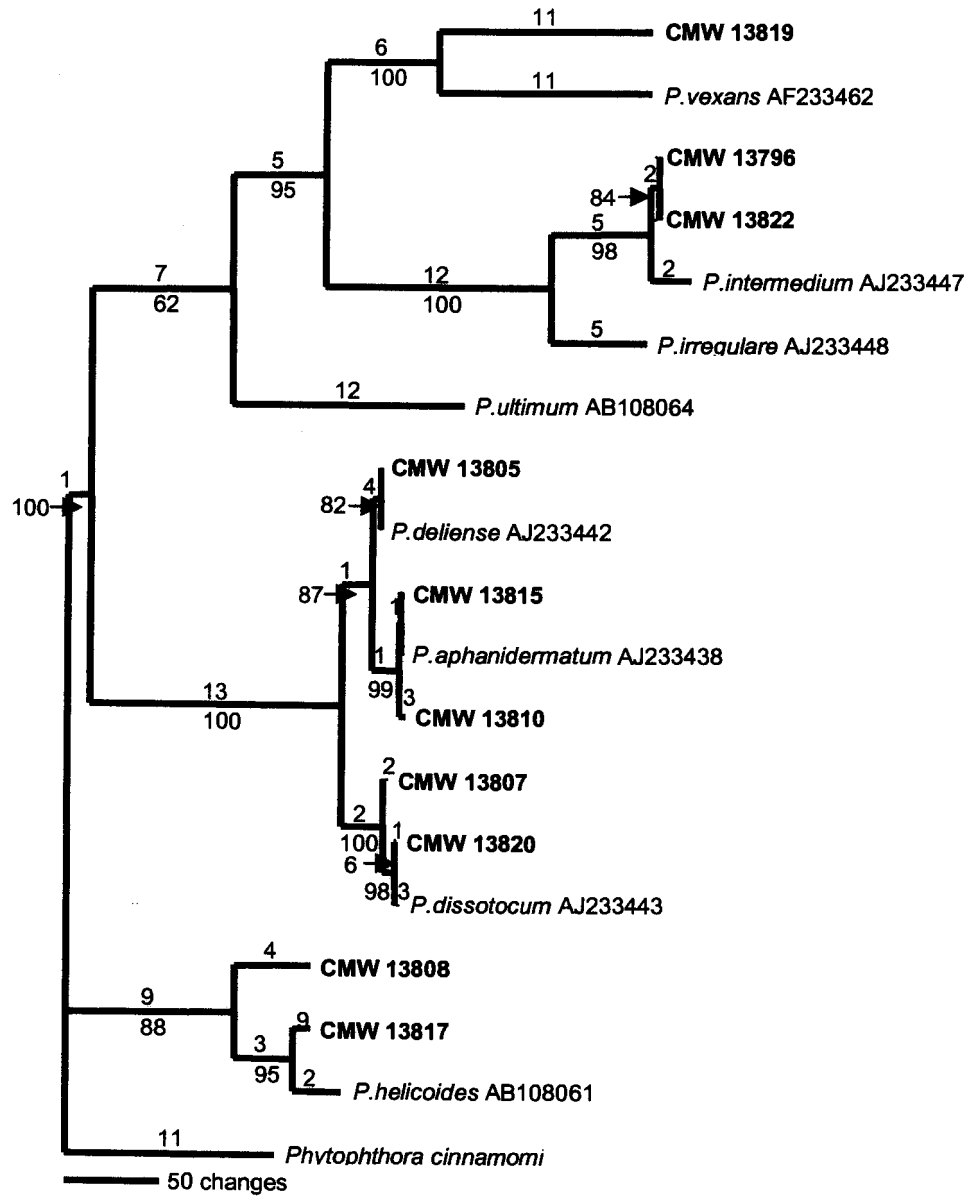 11
CMW 13819
6
100
11
P.vexans AF233462
5
95
CMW 13796
2
84
CMW 13822
5
98
2
P.intermedium AJ233447
12
100
5
P.irregulare AJ233448
7
62
12
P.ultimum AB108064
1
100
CMW 13805
4
82
P.deliense AJ233442
1
87
CMW 13815
1
P.aphanidermatum AJ233438
1
99
3
CMW 13810
13
100
2
CMW 13807
2
100
1
CMW 13820
6
98
3
P.dissotocum AJ233443
4
CMW 13808
9
88
9
CMW 13817
3
95
2
P.helicoides AB108061
11
Phytophthora cinnamomi
50 changes